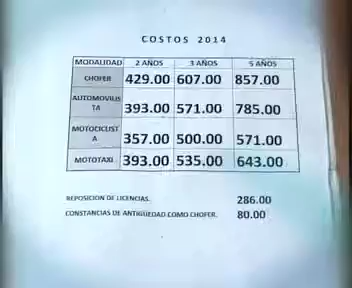 COSTOS 2014
MODALIDAD 2 AÑOS 3 AÑOS 5 AÑOS
CHOFER 429.00 607.00 857.00
AUTOMOVILIS
TA 393.00 571.00 785.00
MOTOCICLIST
A 357.00 500.00 571.00
MOTOTAXI 393.00 535.00 643.00
REPOSICION DE LICENCIAS. 286.00
CONSTANCIAS DE ANTIGÜEDAD COMO CHOFER. 80.00